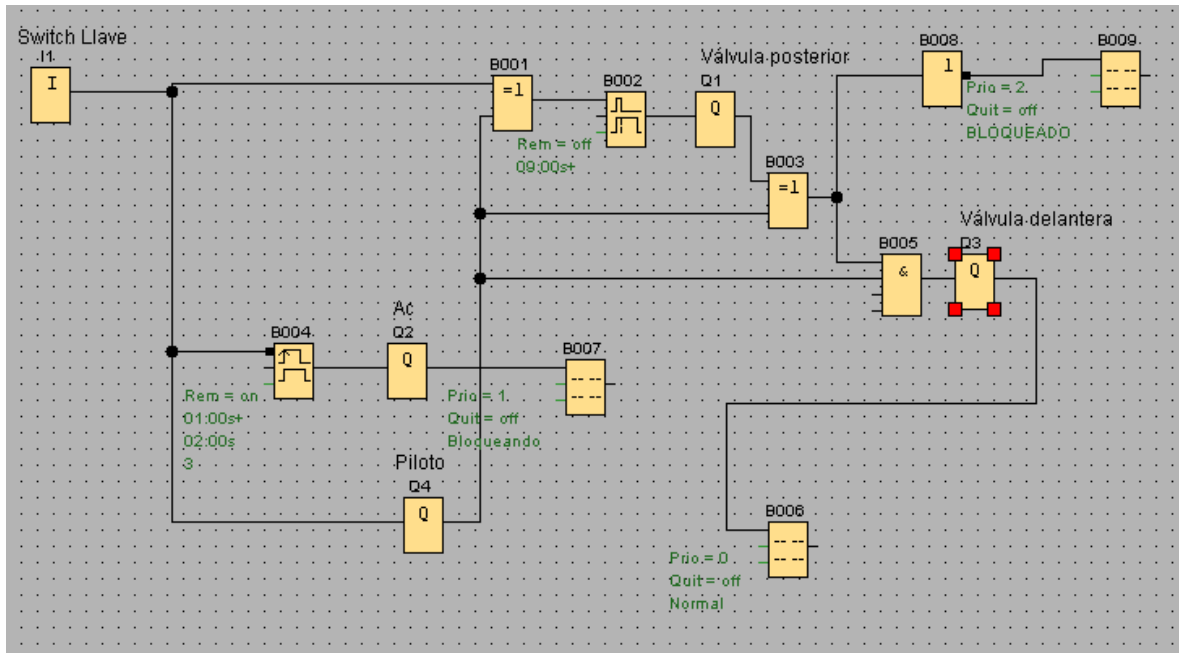 Switch Llave
I1
I
B001
=1
B002
Rem = off
09:00s+
Válvula posterior
Q1
Q
B003
=1
B008
1
Prio = 2
Quit = off
BLOQUEADO
B009
Válvula delantera
B005
&
Q3
Q
B004
Rem = on
01:00s+
02:00s
3
Ac
Q2
Q
B007
Prio = 1
Quit = off
Bloqueando
Piloto
Q4
Q
B006
Prio = 0
Quit = off
Normal